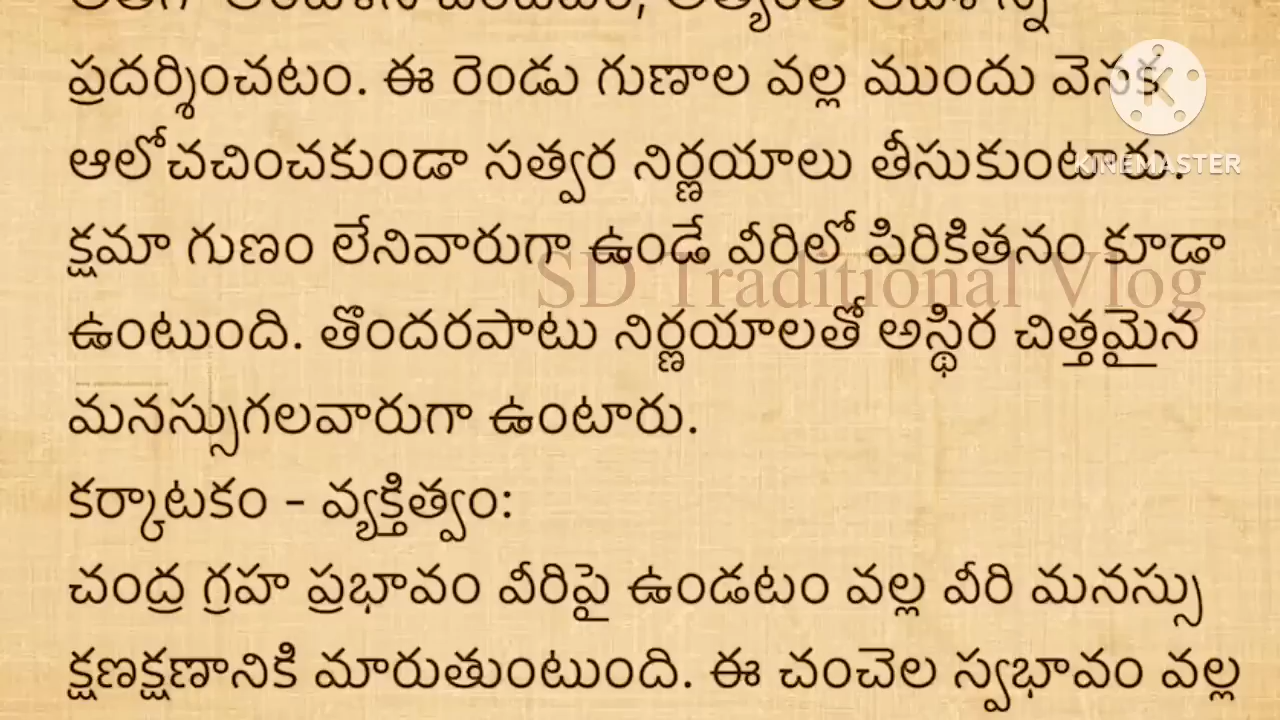 ప్రదర్శించటం. ఈ రెండు గుణాల వల్ల ముందు వెనక
ఆలోచచించకుండా సత్వర నిర్ణయాలు తీసుకుంటారు.
KINEMASTER
క్షమా గుణం లేనివారుగా ఉండే వీరిలో పిరికితనం కూడా
SD Traditional Vlog
ఉంటుంది. తొందరపాటు నిర్ణయాలతో అస్థిర చిత్తమైన
మనస్సుగలవారుగా ఉంటారు.
కర్కాటకం - వ్యక్తిత్వం:
చంద్ర గ్రహ ప్రభావం వీరిపై ఉండటం వల్ల వీరి మనస్సు
క్షణక్షణానికి మారుతుంటుంది. ఈ చంచెల స్వభావం వల్ల